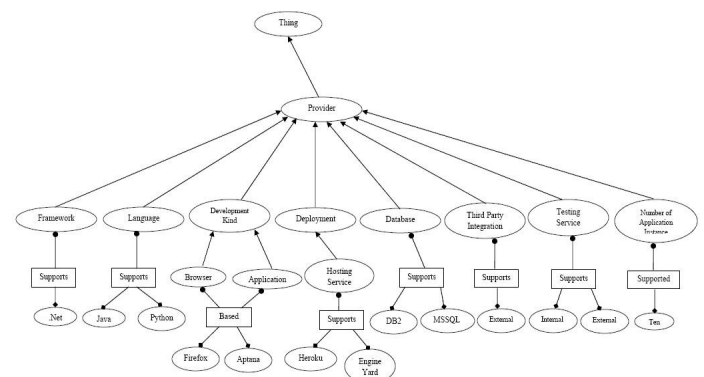 Thing
Provider
Framework
Language
Development
Kind
Deployment
Database
Third Party
Integration
Testing
Service
Number of
Application
Instance
Supports
Supports
Browser
Application
Hosting
Service
Supports
Supports
Supports
Supported
.Net
Java
Python
Based
Supports
DB2
MSSQL
External
Internal
External
Ten
Firefox
Aptana
Heroku
Engine
Yard